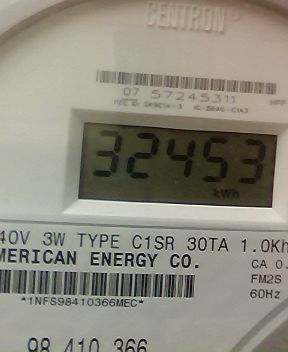 CENTRON®
07 57245311
32453
kWh
40V 3W TYPE C1SR 30TA 1.0Kh
MERICAN ENERGY CO.
CA 0.
FM2S
*1NFS98410366MEC*
60Hz
98 410 366